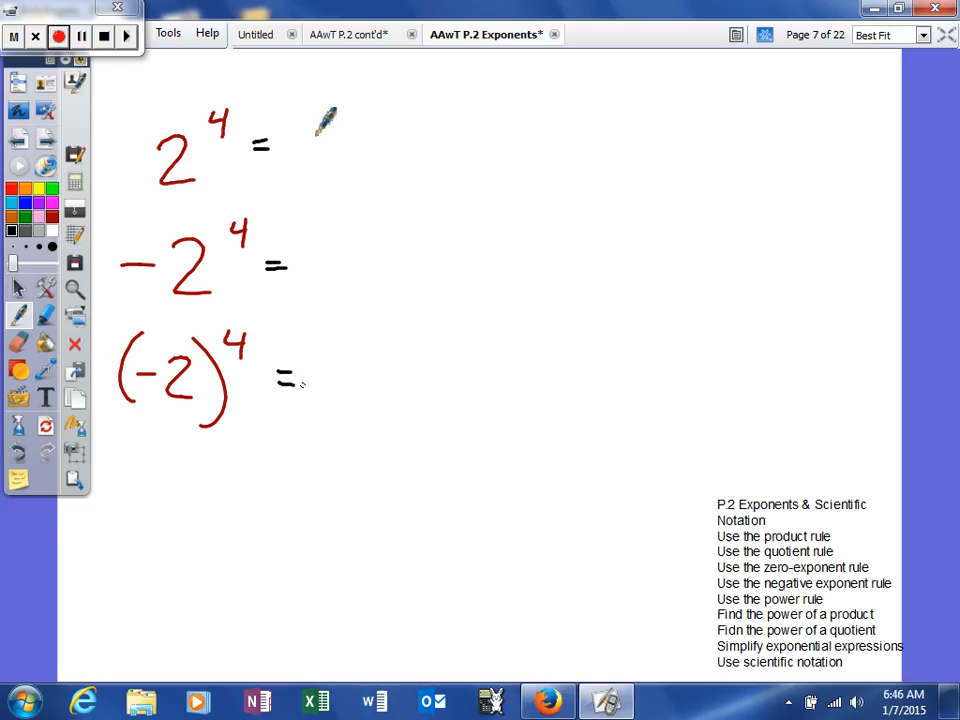 M
Tools Help Untitled AAwT P.2 cont'd* AAwT P.2 Exponents* Page 7 of 22 Best Fit
2⁴ =
-2⁴ =
(-2)⁴ =
T
P.2 Exponents & Scientific
Notation
Use the product rule
Use the quotient rule
Use the zero-exponent rule
Use the negative exponent rule
Use the power rule
Find the power of a product
Fidn the power of a quotient
Simplify exponential expressions
Use scientific notation
6:46 AM
1/7/2015